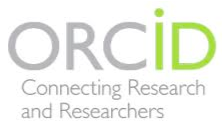 ORCiD
Connecting Research
and Researchers